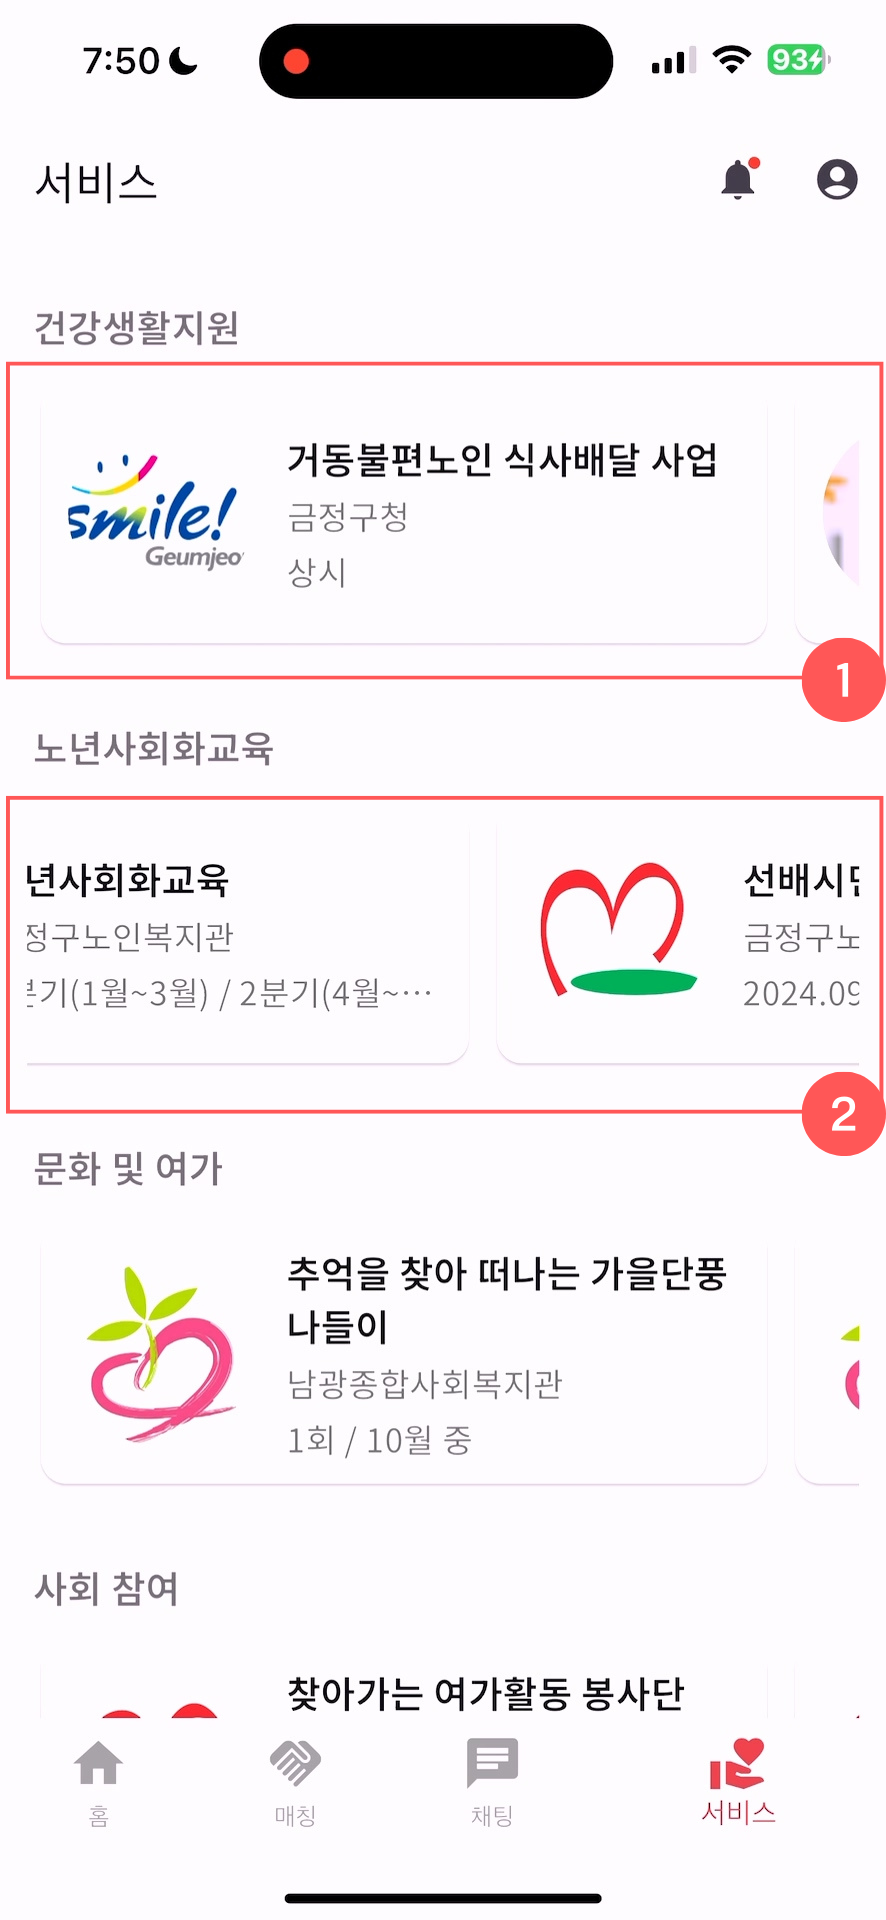 7:50
93
서비스
건강생활지원
smile!
Geumjeo
거동불편노인 식사배달 사업
금정구청
상시
1
노년사회화교육
년사회화교육
정구노인복지관
분기(1월~3월) / 2분기(4월~···
선배시민
금정구노
2024.09
2
문화 및 여가
추억을 찾아 떠나는 가을단풍
나들이
남광종합사회복지관
1회 / 10월 중
사회 참여
찾아가는 여가활동 봉사단
홈
매칭
채팅
서비스